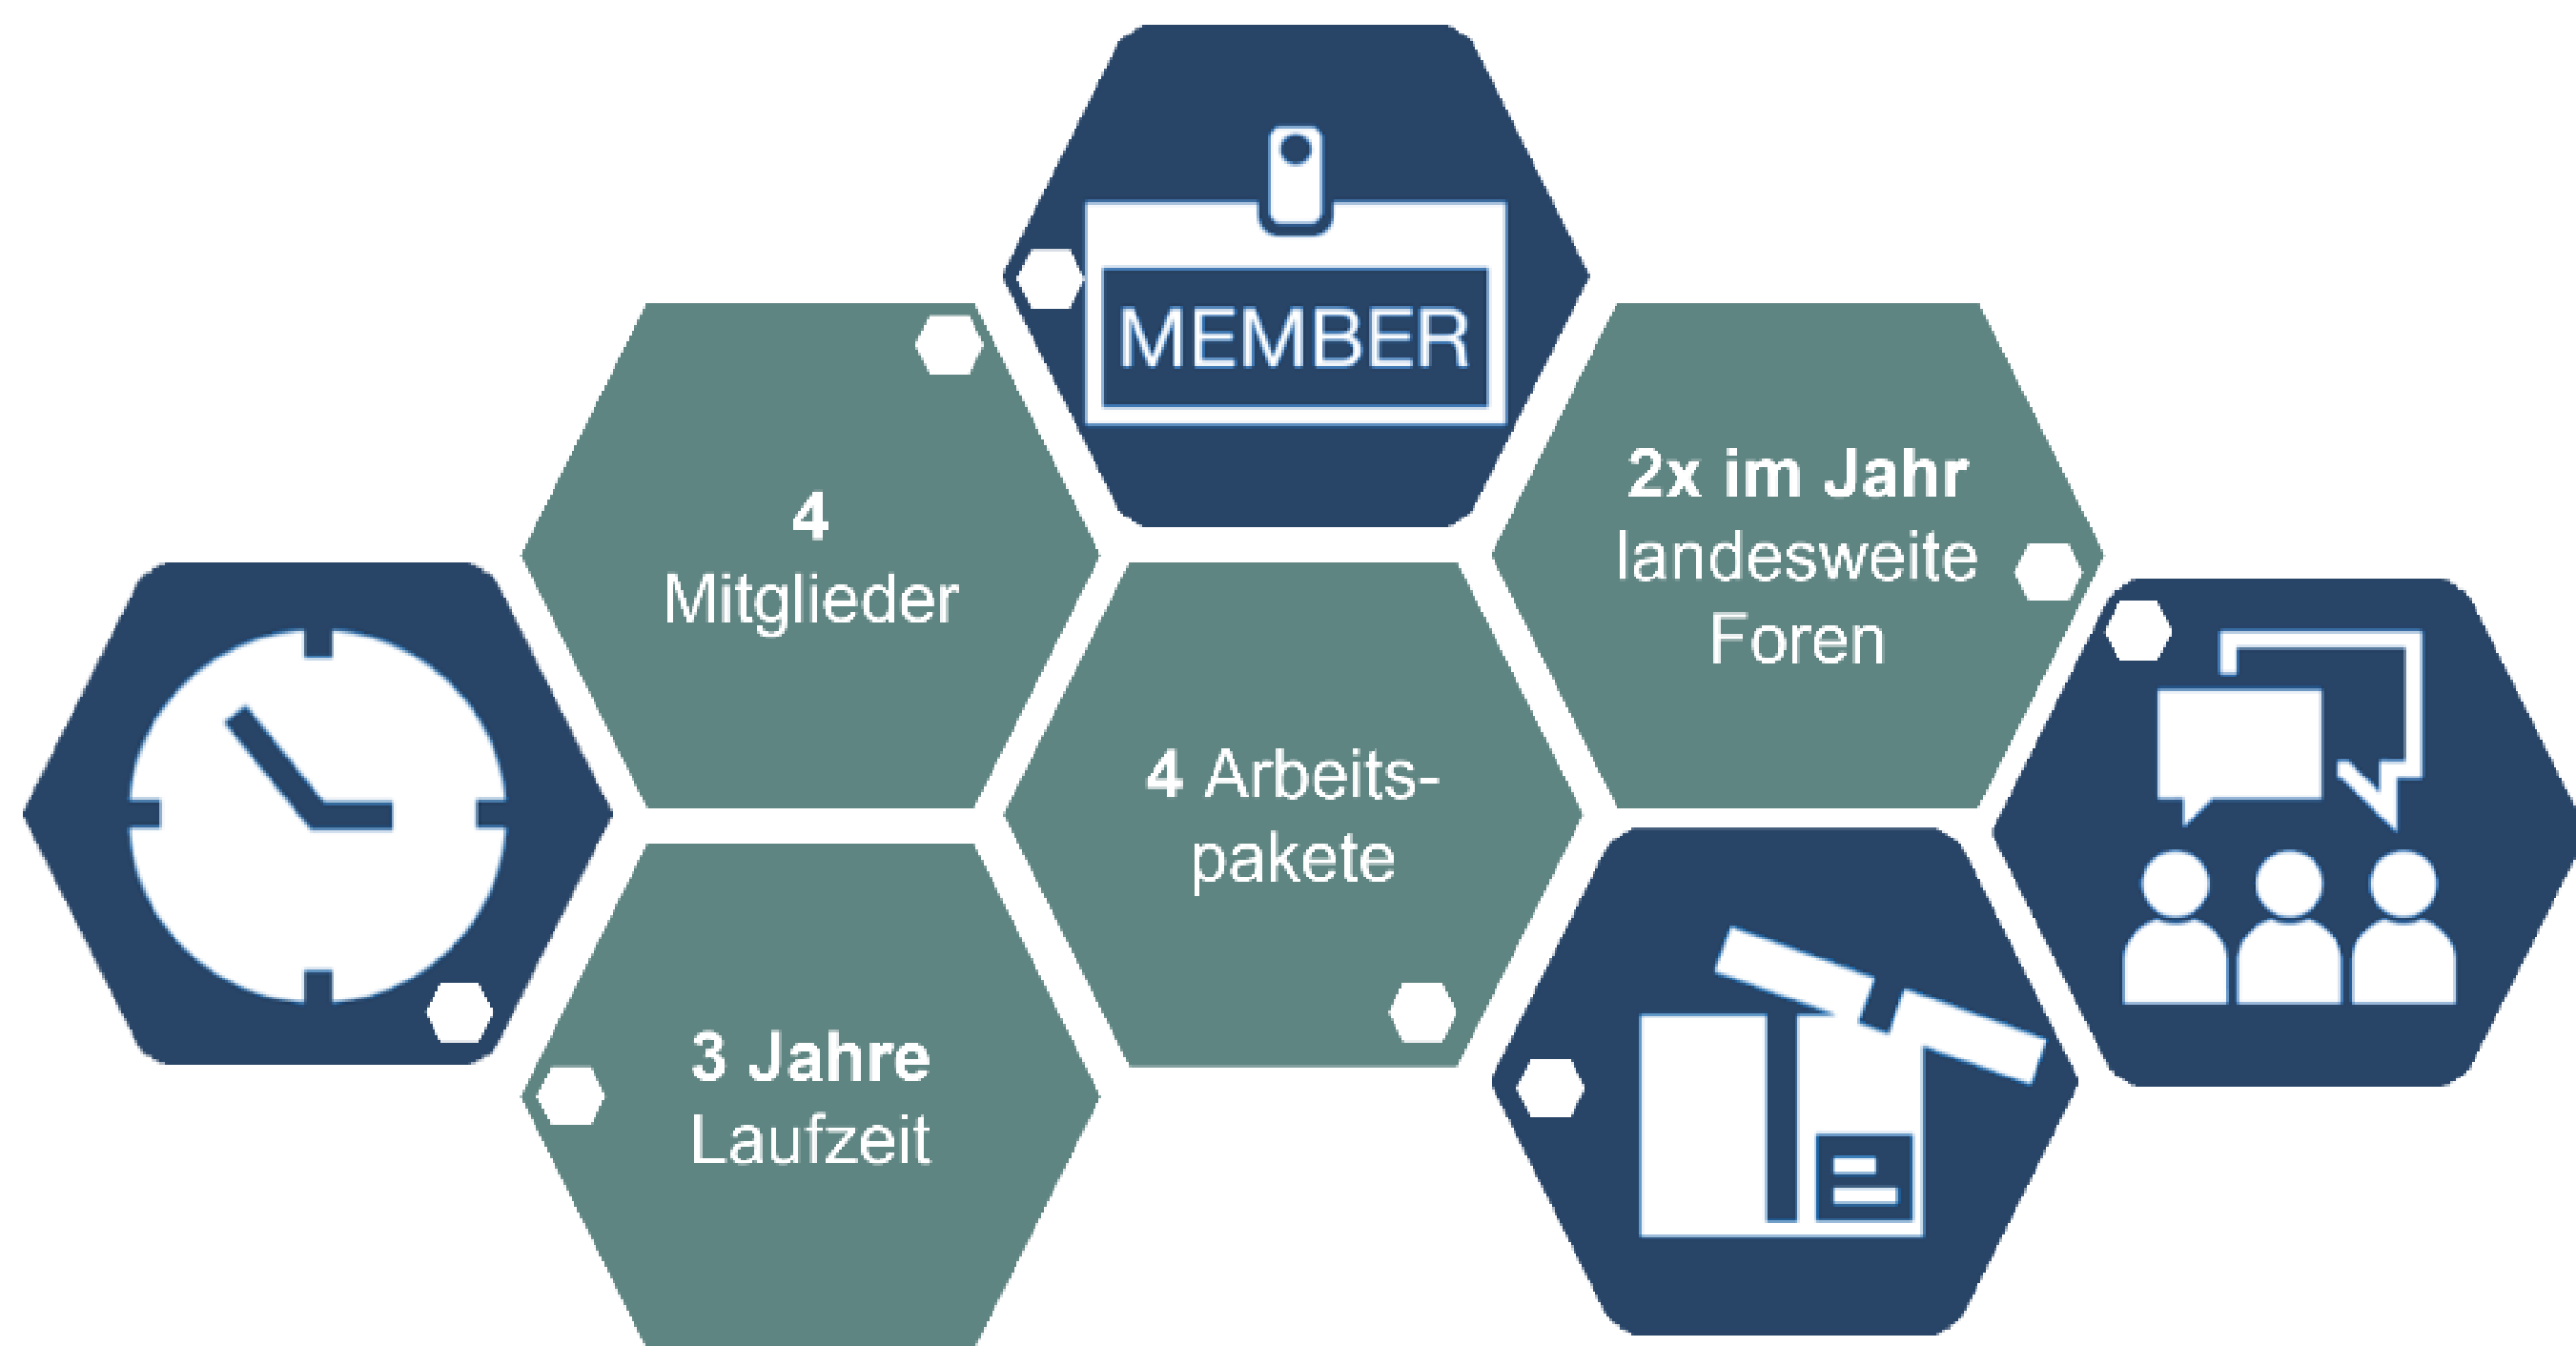 MEMBER
4
Mitglieder
2x im Jahr
landesweite
Foren
4 Arbeits-
pakete
3 Jahre
Laufzeit